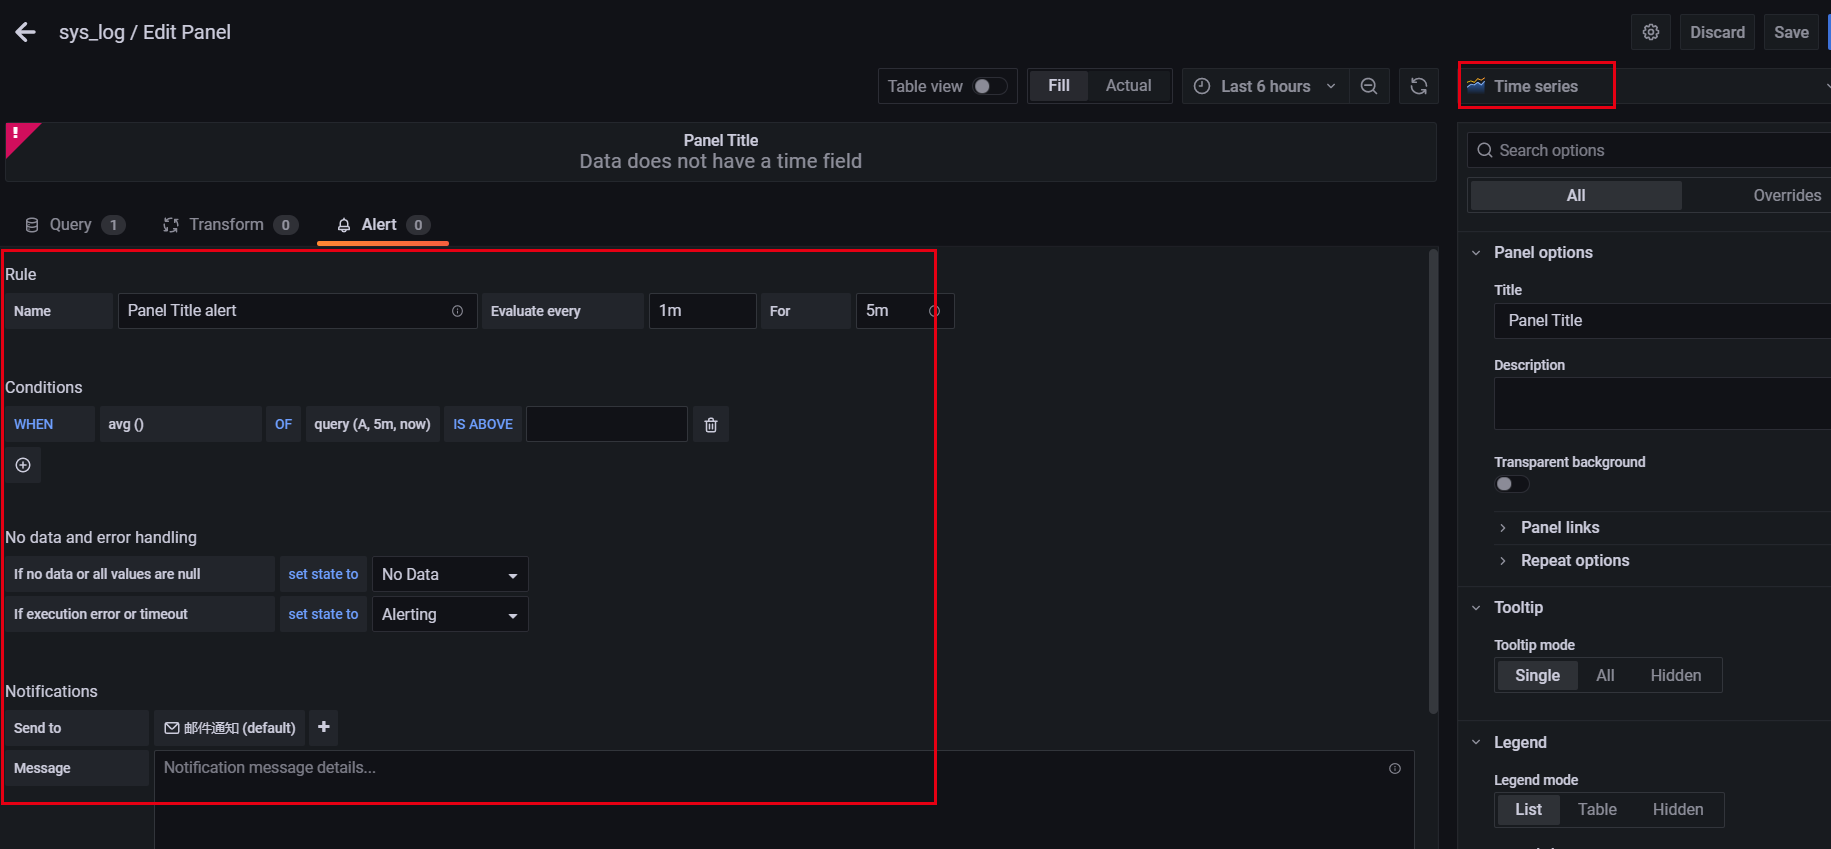 sys_log / Edit Panel
Discard
Save
Table view
Fill
Actual
Last 6 hours
Time series
Panel Title
Data does not have a time field
Search options
All
Overrides
Query 1
Transform 0
Alert 0
Panel options
Rule
Title
Name
Panel Title alert
Evaluate every
1m
For
5m
Panel Title
Description
Conditions
WHEN
avg ()
OF
query (A, 5m, now)
IS ABOVE
Transparent background
Panel links
No data and error handling
Repeat options
If no data or all values are null
set state to
No Data
Tooltip
If execution error or timeout
set state to
Alerting
Tooltip mode
Single
All
Hidden
Notifications
Send to
邮件通知 (default)
Legend
Message
Notification message details...
Legend mode
List
Table
Hidden